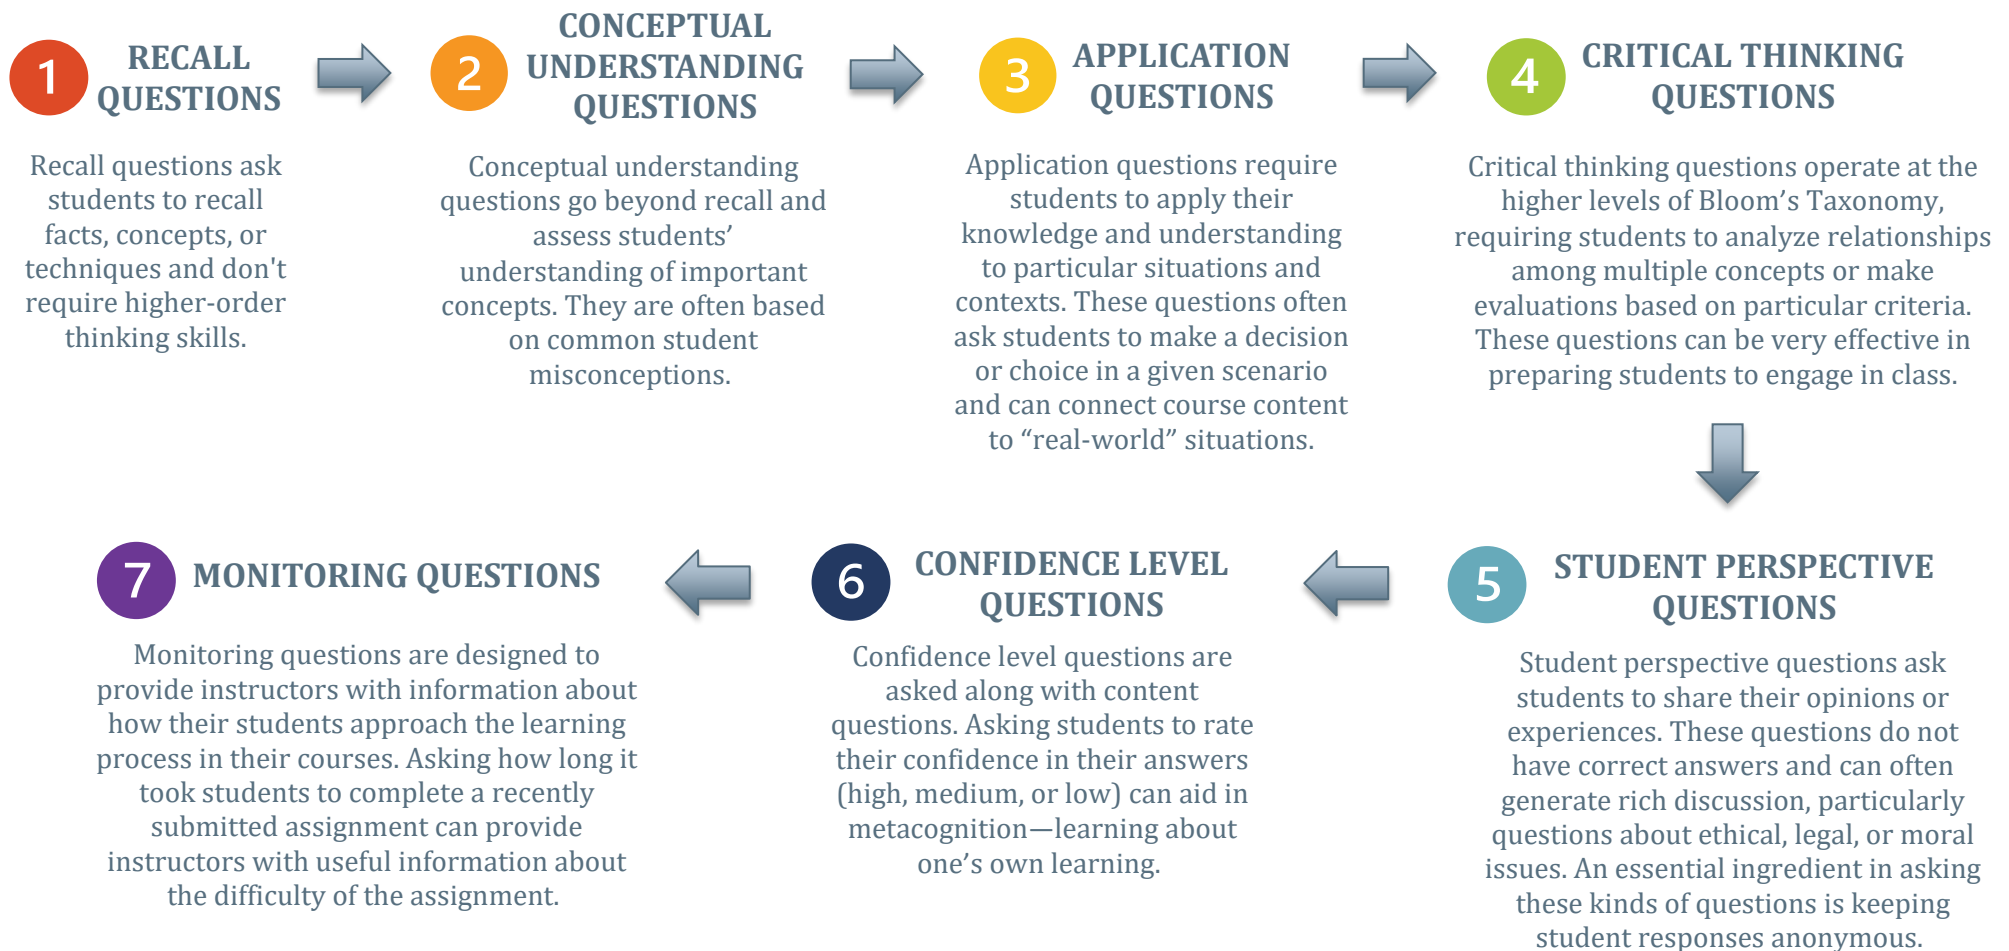 1
RECALL
QUESTIONS
Recall questions ask
students to recall
facts, concepts, or
techniques and don't
require higher-order
thinking skills.
2
CONCEPTUAL
UNDERSTANDING
QUESTIONS
Conceptual understanding
questions go beyond recall and
assess students’
understanding of important
concepts. They are often based
on common student
misconceptions.
3
APPLICATION
QUESTIONS
Application questions require
students to apply their
knowledge and understanding
to particular situations and
contexts. These questions often
ask students to make a decision
or choice in a given scenario
and can connect course content
to “real-world” situations.
4
CRITICAL THINKING
QUESTIONS
Critical thinking questions operate at the
higher levels of Bloom’s Taxonomy,
requiring students to analyze relationships
among multiple concepts or make
evaluations based on particular criteria.
These questions can be very effective in
preparing students to engage in class.
5
STUDENT PERSPECTIVE
QUESTIONS
Student perspective questions ask
students to share their opinions or
experiences. These questions do not
have correct answers and can often
generate rich discussion, particularly
questions about ethical, legal, or moral
issues. An essential ingredient in asking
these kinds of questions is keeping
student responses anonymous.
6
CONFIDENCE LEVEL
QUESTIONS
Confidence level questions are
asked along with content
questions. Asking students to rate
their confidence in their answers
(high, medium, or low) can aid in
metacognition—learning about
one’s own learning.
7
MONITORING QUESTIONS
Monitoring questions are designed to
provide instructors with information about
how their students approach the learning
process in their courses. Asking how long it
took students to complete a recently
submitted assignment can provide
instructors with useful information about
the difficulty of the assignment.